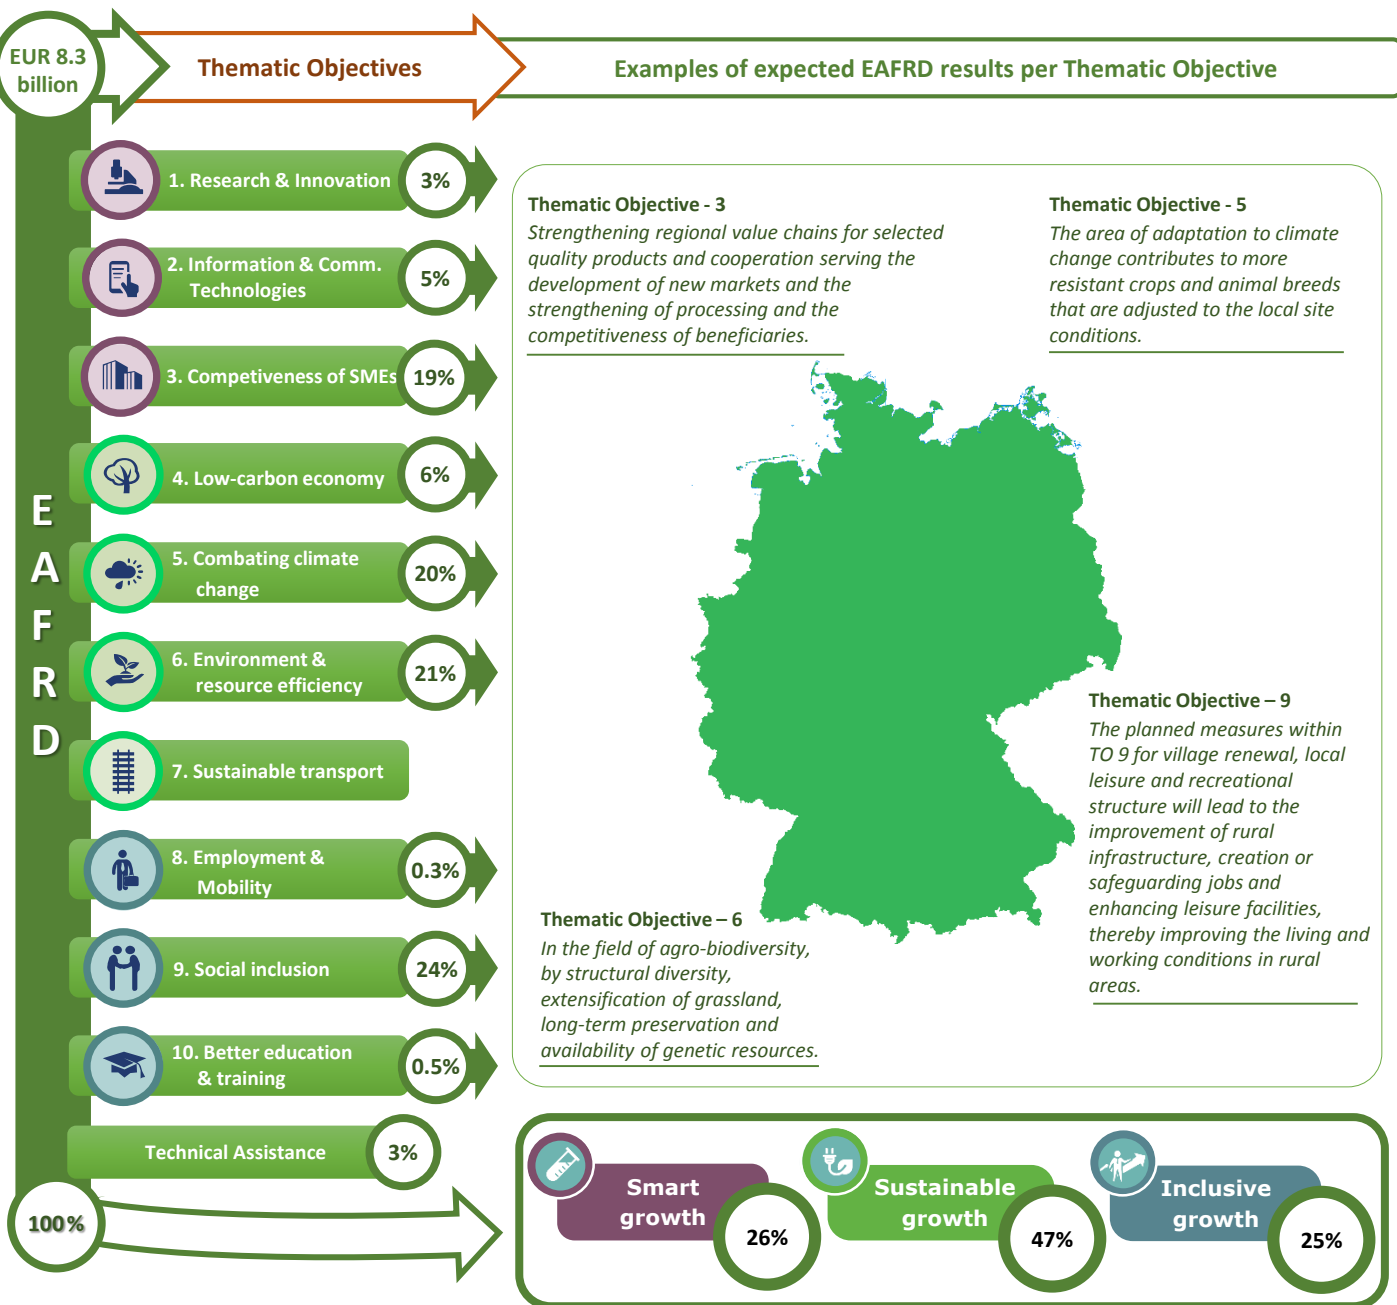 EUR 8.3
billion
Thematic Objectives
Examples of expected EAFRD results per Thematic Objective
E
A
F
R
D
1. Research & Innovation
3%
2. Information & Comm.
Technologies
5%
3. Competiveness of SMEs
19%
4. Low-carbon economy
6%
5. Combating climate
change
20%
6. Environment &
resource efficiency
21%
7. Sustainable transport
8. Employment &
Mobility
0.3%
9. Social inclusion
24%
10. Better education
& training
0.5%
Technical Assistance
3%
100%
Thematic Objective - 3
Strengthening regional value chains for selected
quality products and cooperation serving the
development of new markets and the
strengthening of processing and the
competitiveness of beneficiaries.
Thematic Objective - 5
The area of adaptation to climate
change contributes to more
resistant crops and animal breeds
that are adjusted to the local site
conditions.
Thematic Objective – 9
The planned measures within
TO 9 for village renewal, local
leisure and recreational
structure will lead to the
improvement of rural
infrastructure, creation or
safeguarding jobs and
enhancing leisure facilities,
thereby improving the living and
working conditions in rural
areas.
Thematic Objective – 6
In the field of agro-biodiversity,
by structural diversity,
extensification of grassland,
long-term preservation and
availability of genetic resources.
Smart
growth
26%
Sustainable
growth
47%
Inclusive
growth
25%